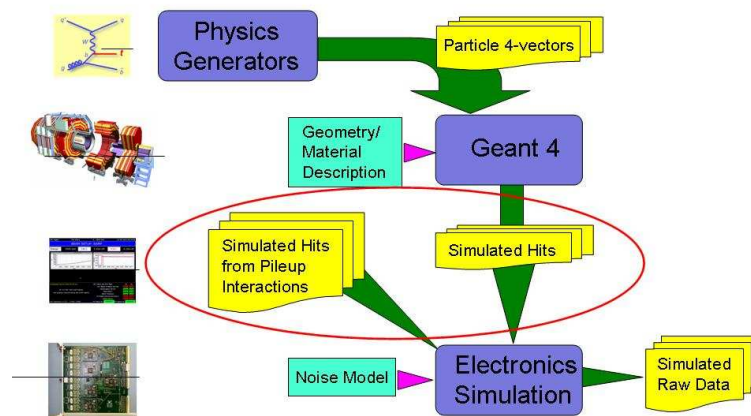 Physics
Generators
Particle 4-vectors
Geometry/
Material
Description
Geant 4
Simulated Hits
from Pileup
Interactions
Simulated Hits
Noise Model
Electronics
Simulation
Simulated
Raw Data